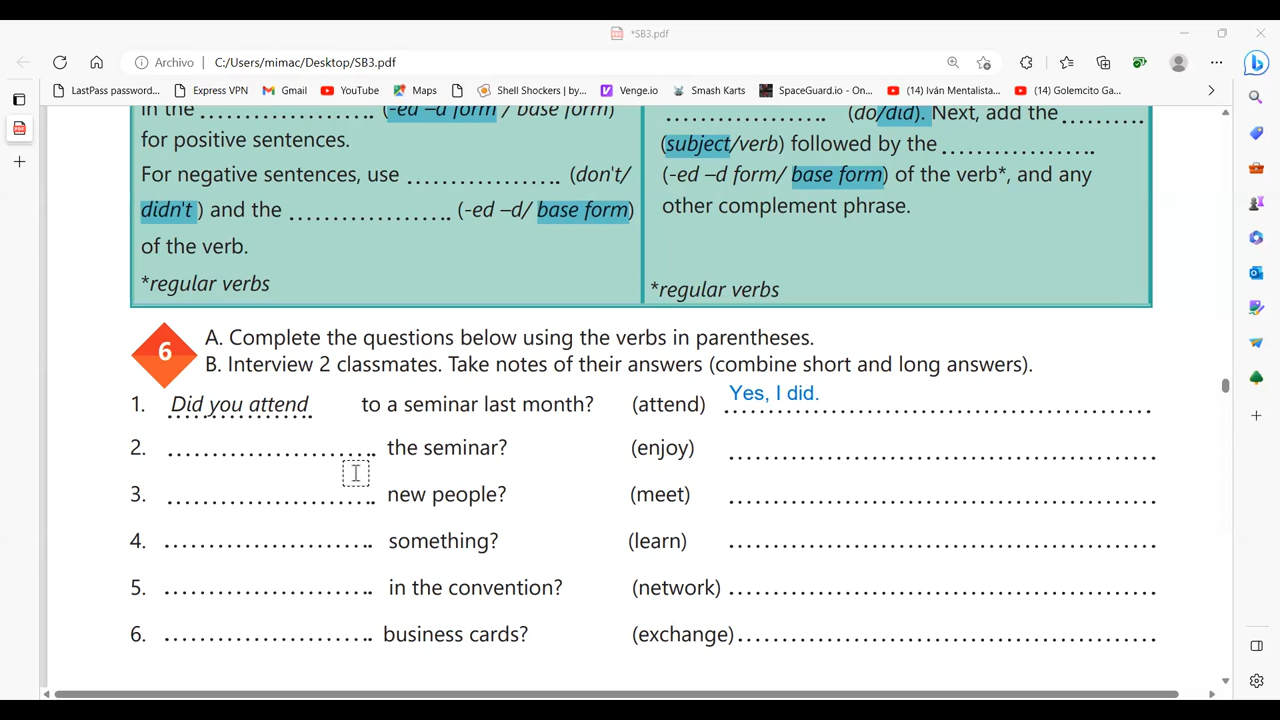 *SB3.pdf
Archivo C:/Users/mimac/Desktop/SB3.pdf
LastPass password... Express VPN Gmail YouTube Maps Shell Shockers | by... Venge.io Smash Karts SpaceGuard.io - On... (14) Iván Mentalista... (14) Golemcito Ga...
in the .................... (-ed –d form / base form)
for positive sentences.
For negative sentences, use .................. (don't/
didn't ) and the ................... (-ed –d/ base form)
of the verb.
*regular verbs
.................. (do/did). Next, add the .........
(subject/verb) followed by the .................
(-ed –d form/ base form) of the verb*, and any
other complement phrase.
*regular verbs
6
A. Complete the questions below using the verbs in parentheses.
B. Interview 2 classmates. Take notes of their answers (combine short and long answers).
1. Did you attend to a seminar last month? (attend) Yes, I did.
2. ........................ the seminar? (enjoy) ........................................
3. ........................ new people? (meet) ........................................
4. ........................ something? (learn) ........................................
5. ........................ in the convention? (network) ........................................
6. ........................ business cards? (exchange) ........................................